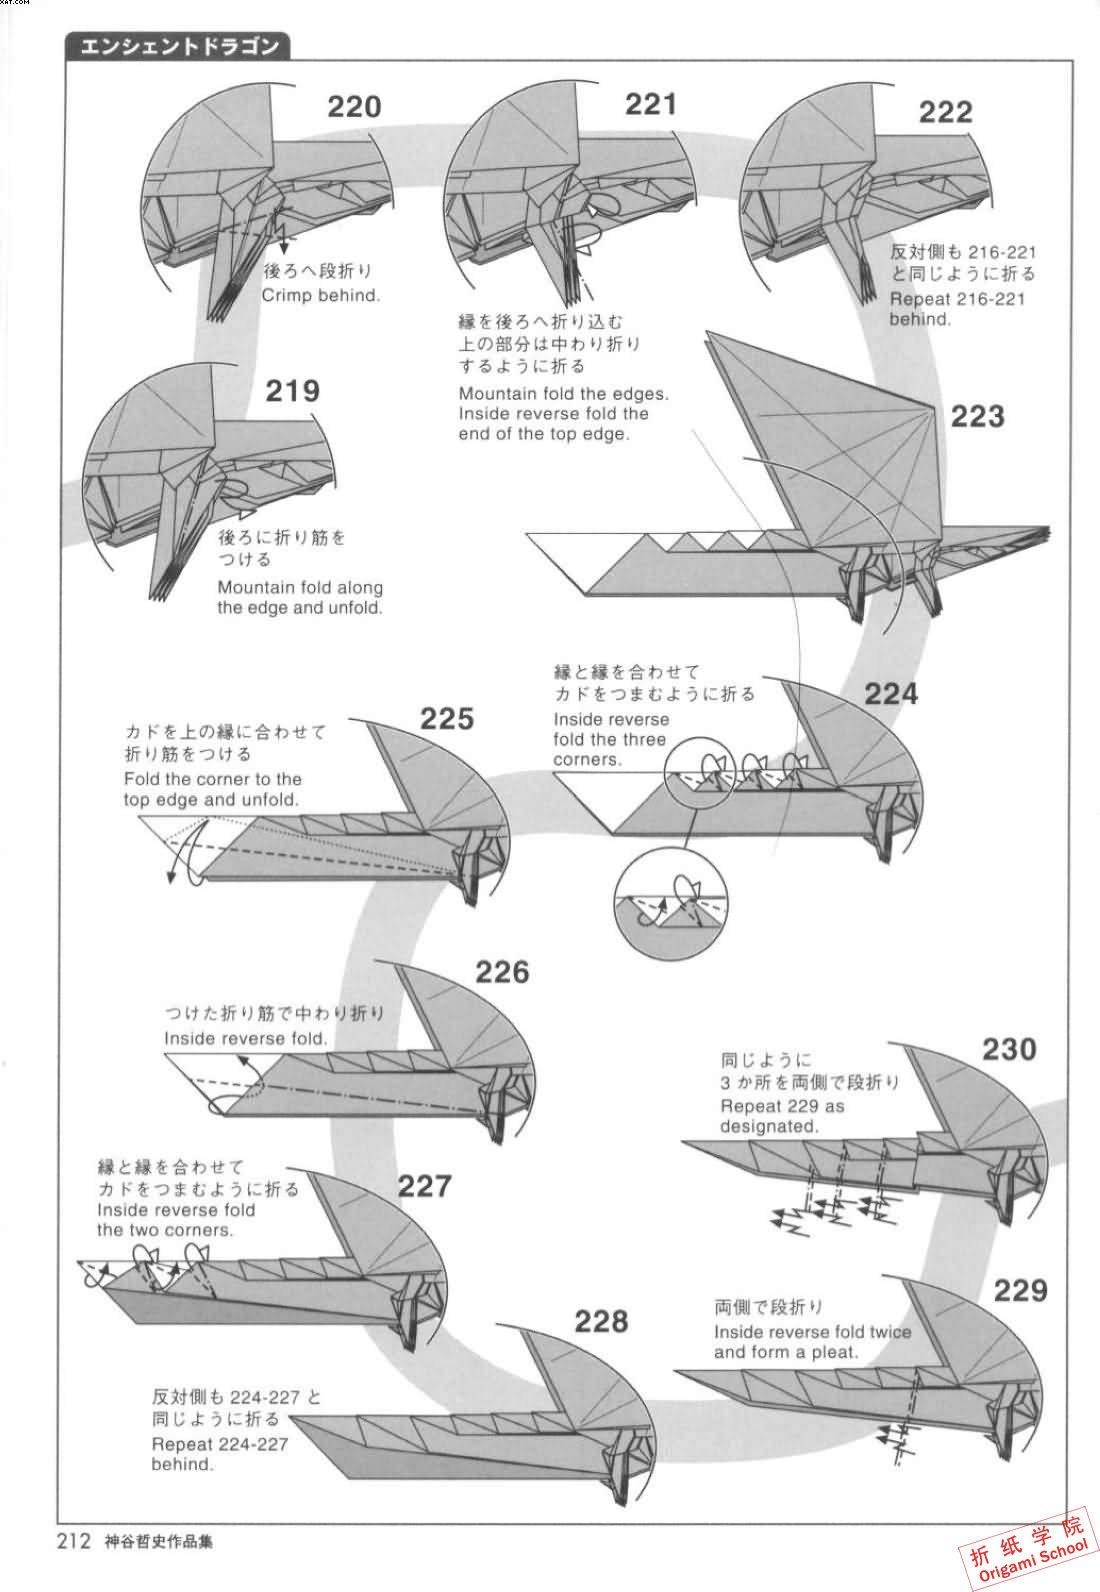 XAT.COM
エンシェントドラゴン
220
後ろへ段折り
Crimp behind.
221
縁を後ろへ折り込む
上の部分は中わり折り
するように折る
Mountain fold the edges.
Inside reverse fold the
end of the top edge.
222
反対側も 216-221
と同じように折る
Repeat 216-221
behind.
219
後ろに折り筋を
つける
Mountain fold along
the edge and unfold.
223
224
縁と縁を合わせて
カドをつまむように折る
Inside reverse
fold the three
corners.
225
カドを上の縁に合わせて
折り筋をつける
Fold the corner to the
top edge and unfold.
226
つけた折り筋で中わり折り
Inside reverse fold.
227
縁と縁を合わせて
カドをつまむように折る
Inside reverse fold
the two corners.
228
反対側も 224-227 と
同じように折る
Repeat 224-227
behind.
229
両側で段折り
Inside reverse fold twice
and form a pleat.
230
同じように
3 か所を両側で段折り
Repeat 229 as
designated.
212 神谷哲史作品集
折纸学院
Origami School